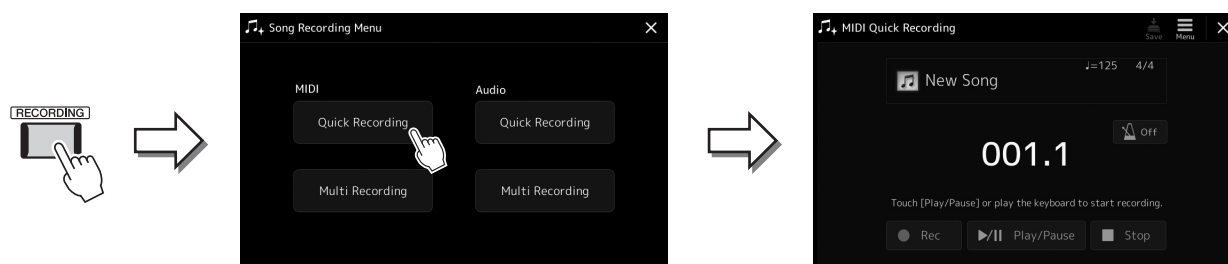 RECORDING
Song Recording Menu
MIDI Audio
Quick Recording Quick Recording
Multi Recording Multi Recording
MIDI Quick Recording Save Menu
♩=125 4/4
New Song
Off
001.1
Touch [Play/Pause] or play the keyboard to start recording.
Rec Play/Pause Stop